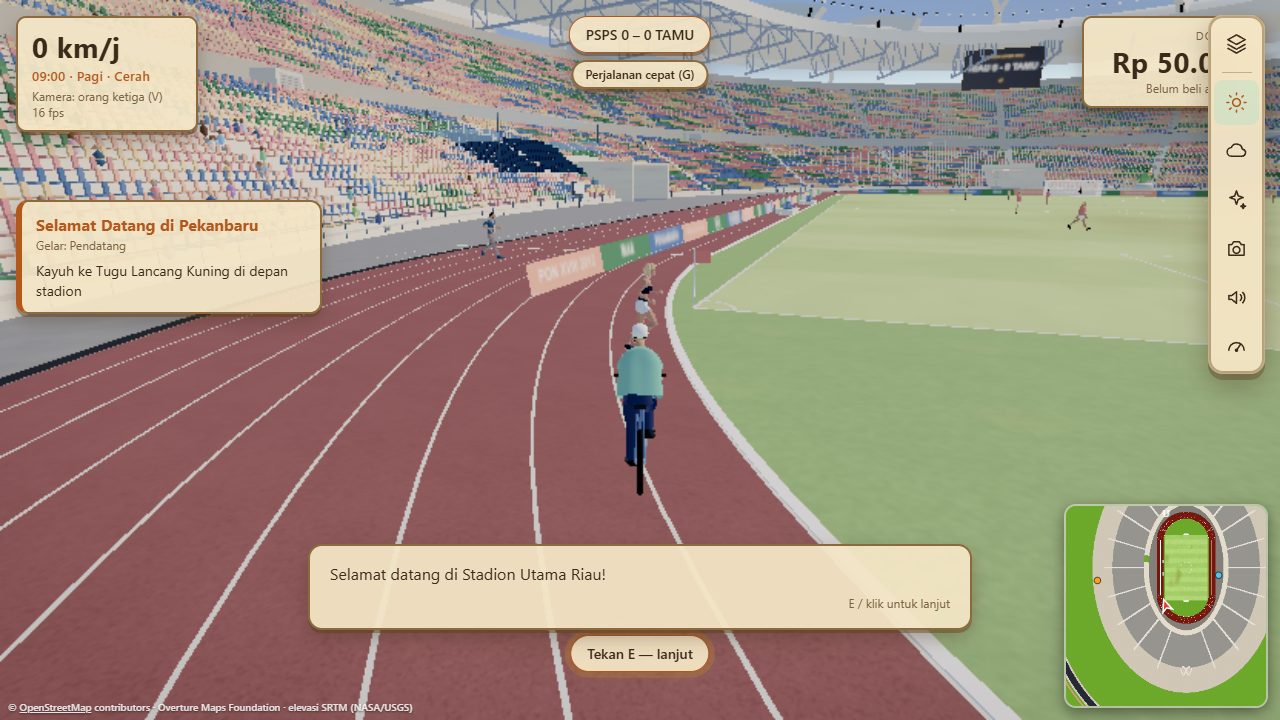 0 km/j
09:00 · Pagi · Cerah
Kamera: orang ketiga (V)
16 fps
PSPS 0 – 0 TAMU
Perjalanan cepat (G)
Rp 50.0
Belum beli a
Selamat Datang di Pekanbaru
Gelar: Pendatang
Kayuh ke Tugu Lancang Kuning di depan
stadion
Selamat datang di Stadion Utama Riau!
E / klik untuk lanjut
Tekan E — lanjut
© OpenStreetMap contributors · Overture Maps Foundation · elevasi SRTM (NASA/USGS)